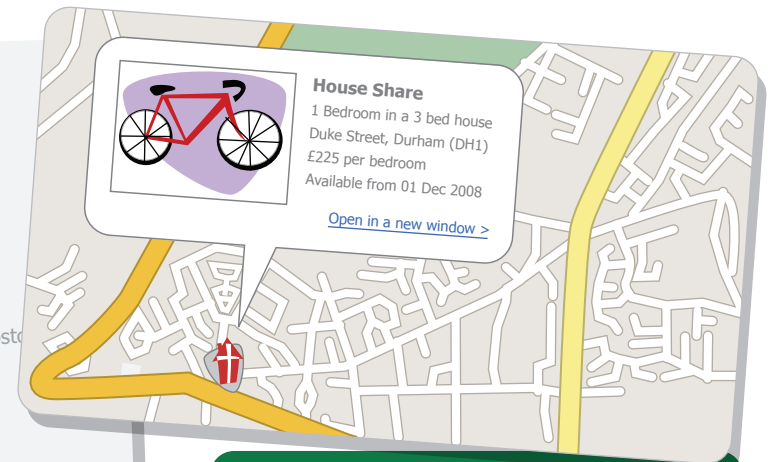 House Share
1 Bedroom in a 3 bed house
Duke Street, Durham (DH1)
£225 per bedroom
Available from 01 Dec 2008
Open in a new window >